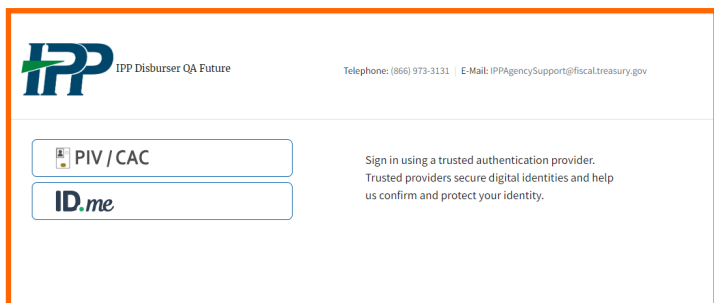 IPP
IPP Disburser QA Future
Telephone: (866) 973-3131 | E-Mail: IPPAgencySupport@fiscal.treasury.gov
PIV / CAC
ID.me
Sign in using a trusted authentication provider.
Trusted providers secure digital identities and help
us confirm and protect your identity.